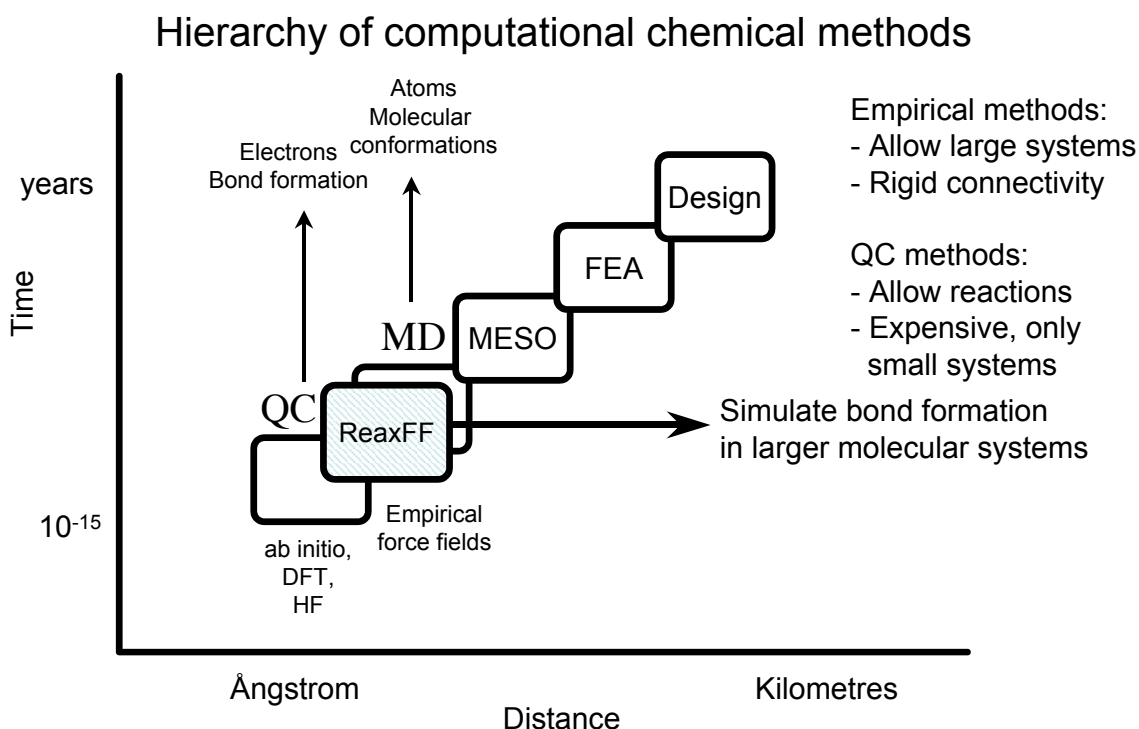 Hierarchy of computational chemical methods
Atoms
Molecular
conformations
Electrons
Bond formation
Empirical methods:
- Allow large systems
- Rigid connectivity
QC methods:
- Allow reactions
- Expensive, only
small systems
years
Time
10⁻¹⁵
Design
FEA
MESO
MD
QC
ReaxFF
Simulate bond formation
in larger molecular systems
Empirical
force fields
ab initio,
DFT,
HF
Ångstrom
Kilometres
Distance